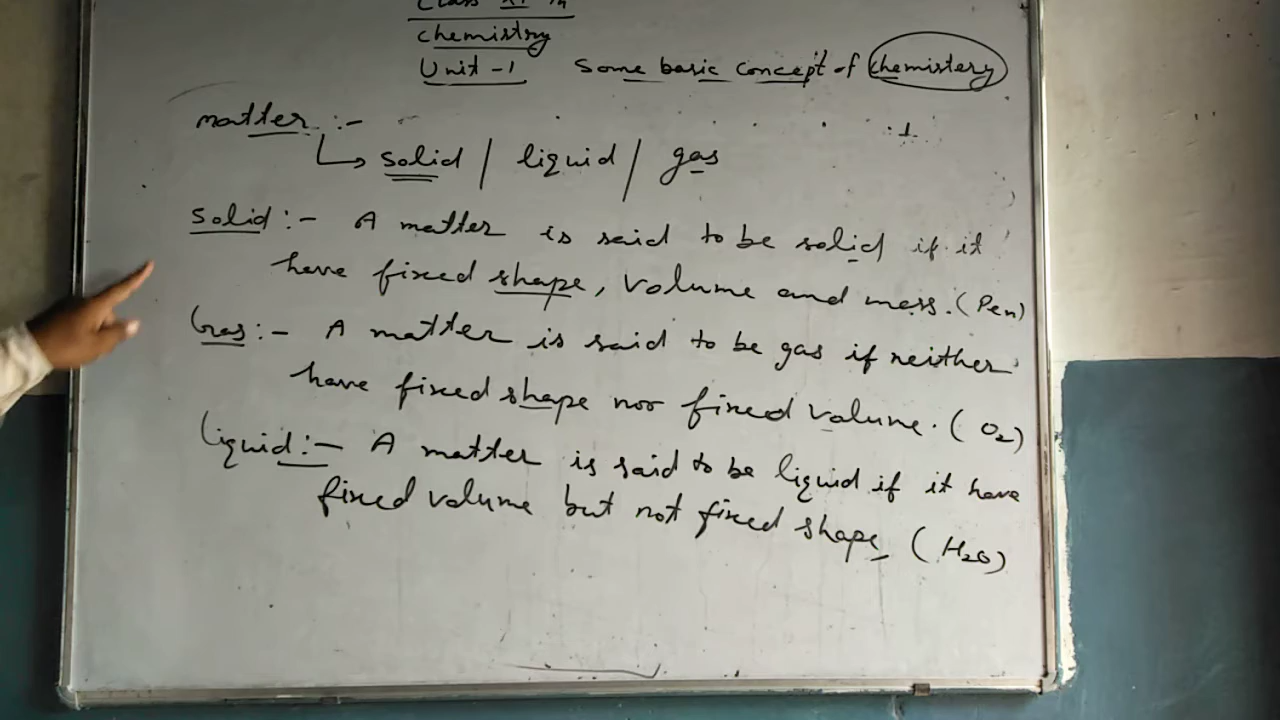 Class XI th
chemistry
Unit -1 Some basic concept of chemistery
matter :-
solid / liquid / gas
Solid :- A matter is said to be solid if it
have fixed shape, volume and mass. (Pen)
Gas :- A matter is said to be gas if neither
have fixed shape nor fixed volume. (O2)
Liquid :- A matter is said to be liquid if it have
fixed volume but not fixed shape (H2O)